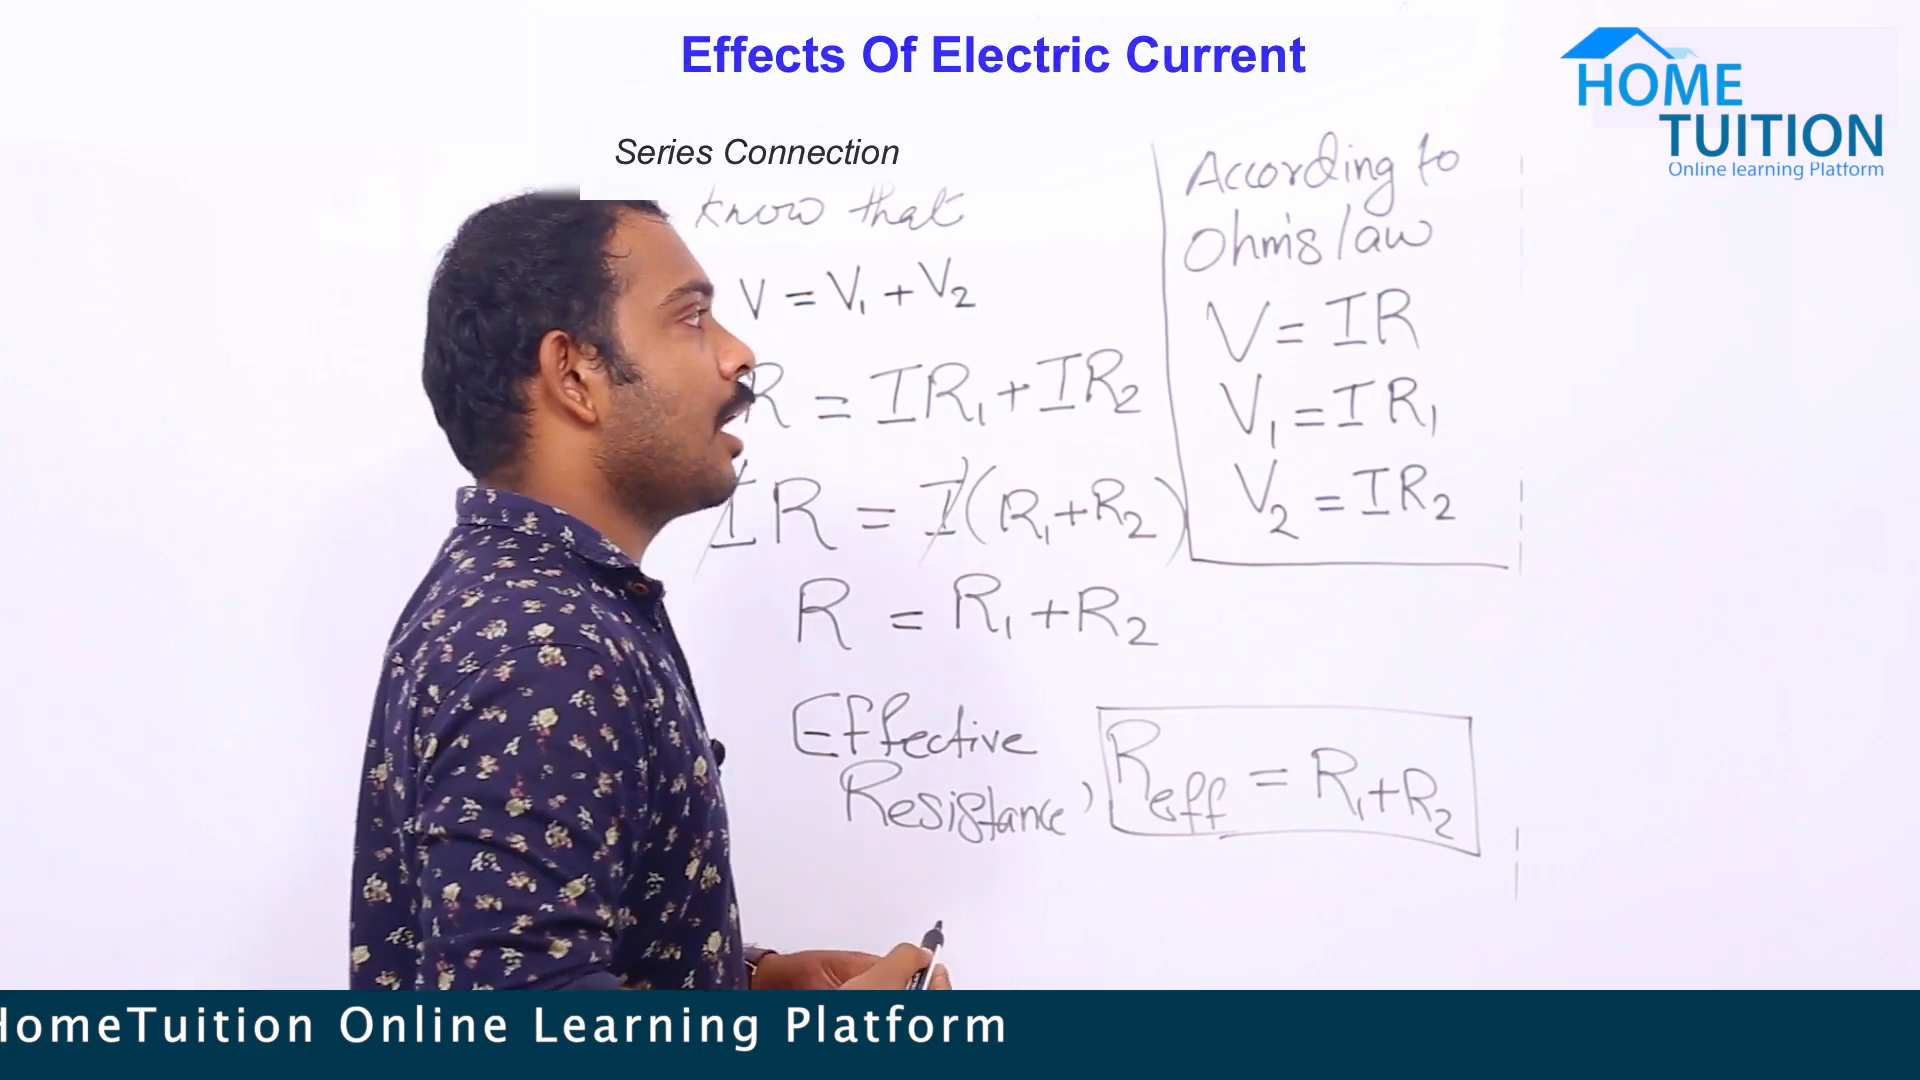 Effects Of Electric Current
HOME
TUITION
Online learning Platform
Series Connection
know that
V = V₁ + V₂
R = IR₁ + IR₂
IR = I(R₁+R₂)
R = R₁ + R₂
Effective
Resistance, Reff = R₁+R₂
According to
Ohm's law
V = IR
V₁ = IR₁
V₂ = IR₂
HomeTuition Online Learning Platform